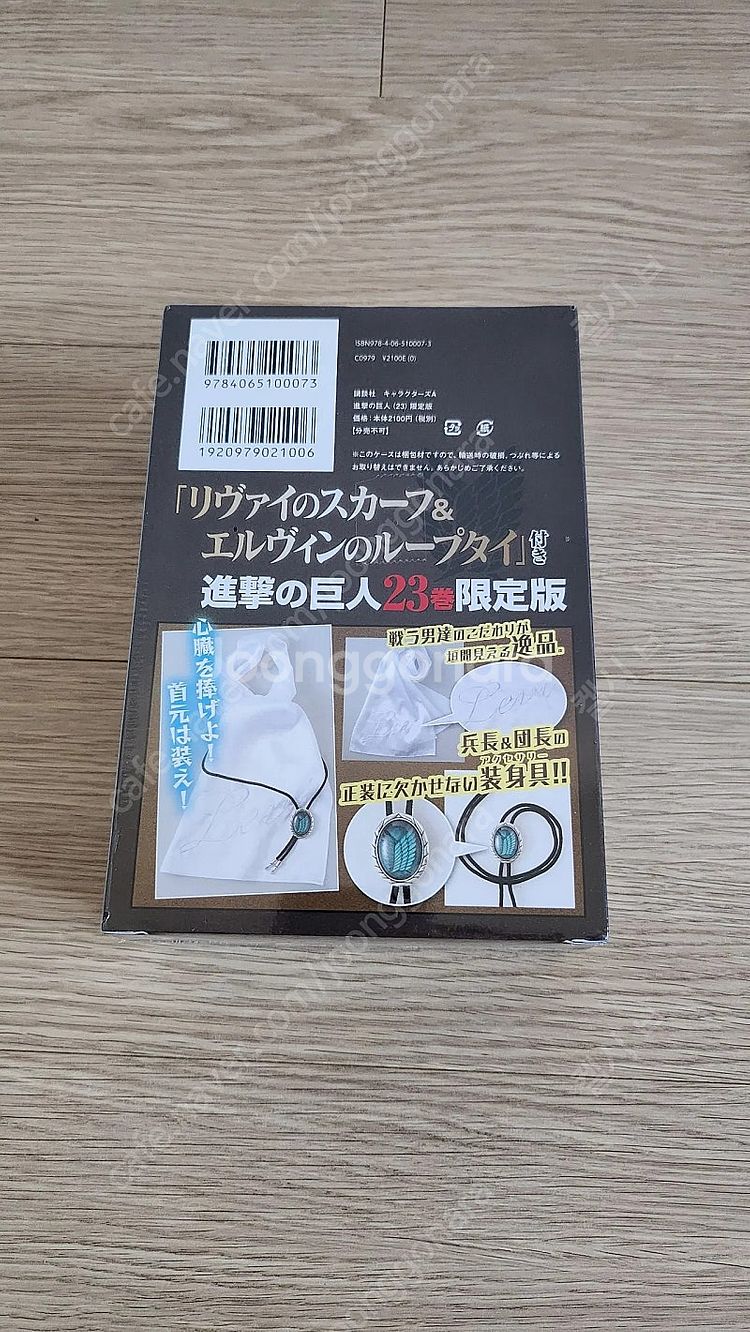 ISBN978-4-06-510007-3
C0979 ¥2100E(0)
9784065100073
1920979021006
講談社 キャラクターズA
進撃の巨人(23)限定版
価格:本体2100円(税別)
【分売不可】
※このケースは梱包材ですので、輸送時の破損、つぶれ等による
お取り替えはできません。あらかじめご了承ください。
「リヴァイのスカーフ&
エルヴィンのループタイ」付き
進撃の巨人23巻限定版
心臓を捧げよ!
首元は装え!
戦う男達のこだわりが
垣間見える逸品。
Levi
兵長&団長の
正装に欠かせない装身具!!
アクセサリー
joonggonara
cafe.naver.com/joonggonara